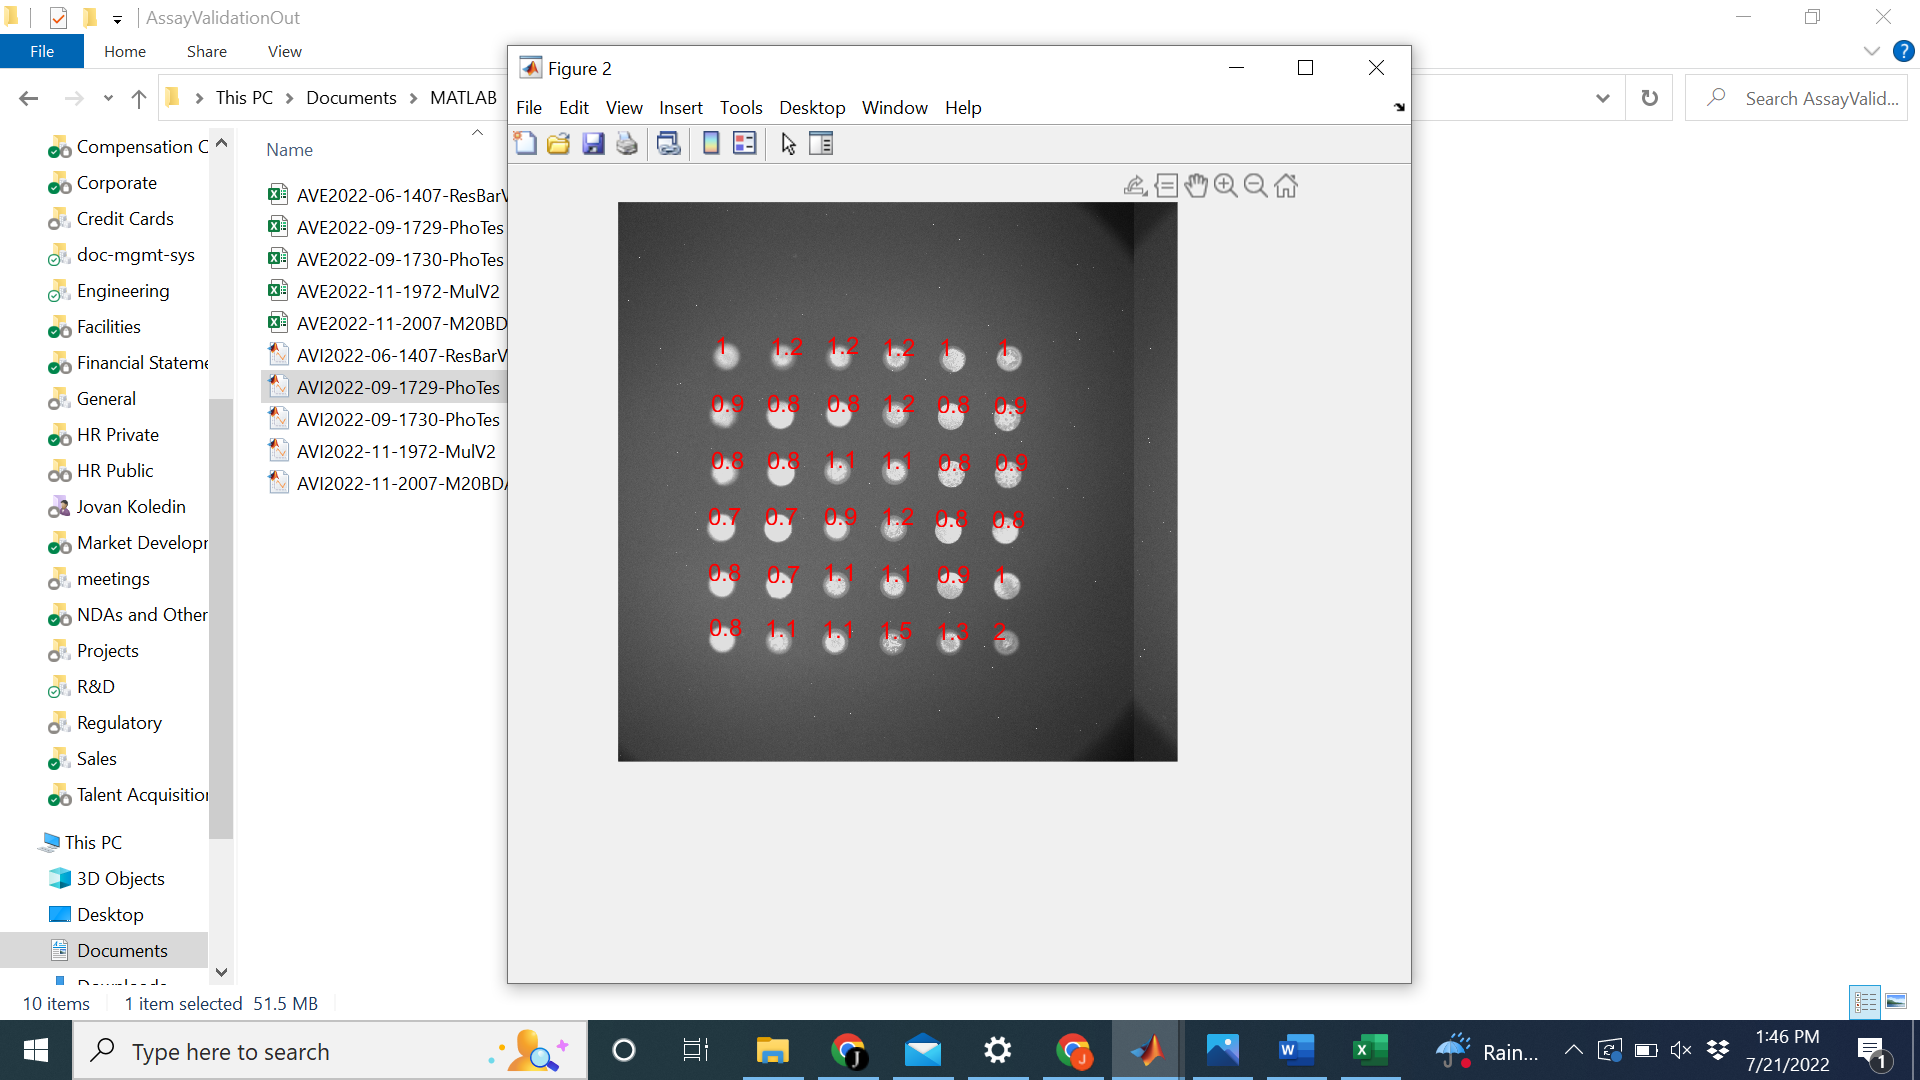 AssayValidationOut
File Home Share View
This PC Documents MATLAB
Search AssayValid...
Compensation C
Corporate
Credit Cards
doc-mgmt-sys
Engineering
Facilities
Financial Stateme
General
HR Private
HR Public
Jovan Koledin
Market Developr
meetings
NDAs and Other
Projects
R&D
Regulatory
Sales
Talent Acquisition
This PC
3D Objects
Desktop
Documents
Name
AVE2022-06-1407-ResBarV
AVE2022-09-1729-PhoTes
AVE2022-09-1730-PhoTes
AVE2022-11-1972-MulV2
AVE2022-11-2007-M20BD
AVI2022-06-1407-ResBarV
AVI2022-09-1729-PhoTes
AVI2022-09-1730-PhoTes
AVI2022-11-1972-MulV2
AVI2022-11-2007-M20BDA
Figure 2
File Edit View Insert Tools Desktop Window Help
1 1.2 1.2 1.2 1 1
0.9 0.8 0.8 1.2 0.8 0.9
0.8 0.8 1.1 1.1 0.8 0.9
0.7 0.7 0.9 1.2 0.8 0.8
0.8 0.7 1.1 1.1 0.9 1
0.8 1.1 1.1 1.5 1.3 2
10 items 1 item selected 51.5 MB
Type here to search
Rain...
1:46 PM
7/21/2022
1